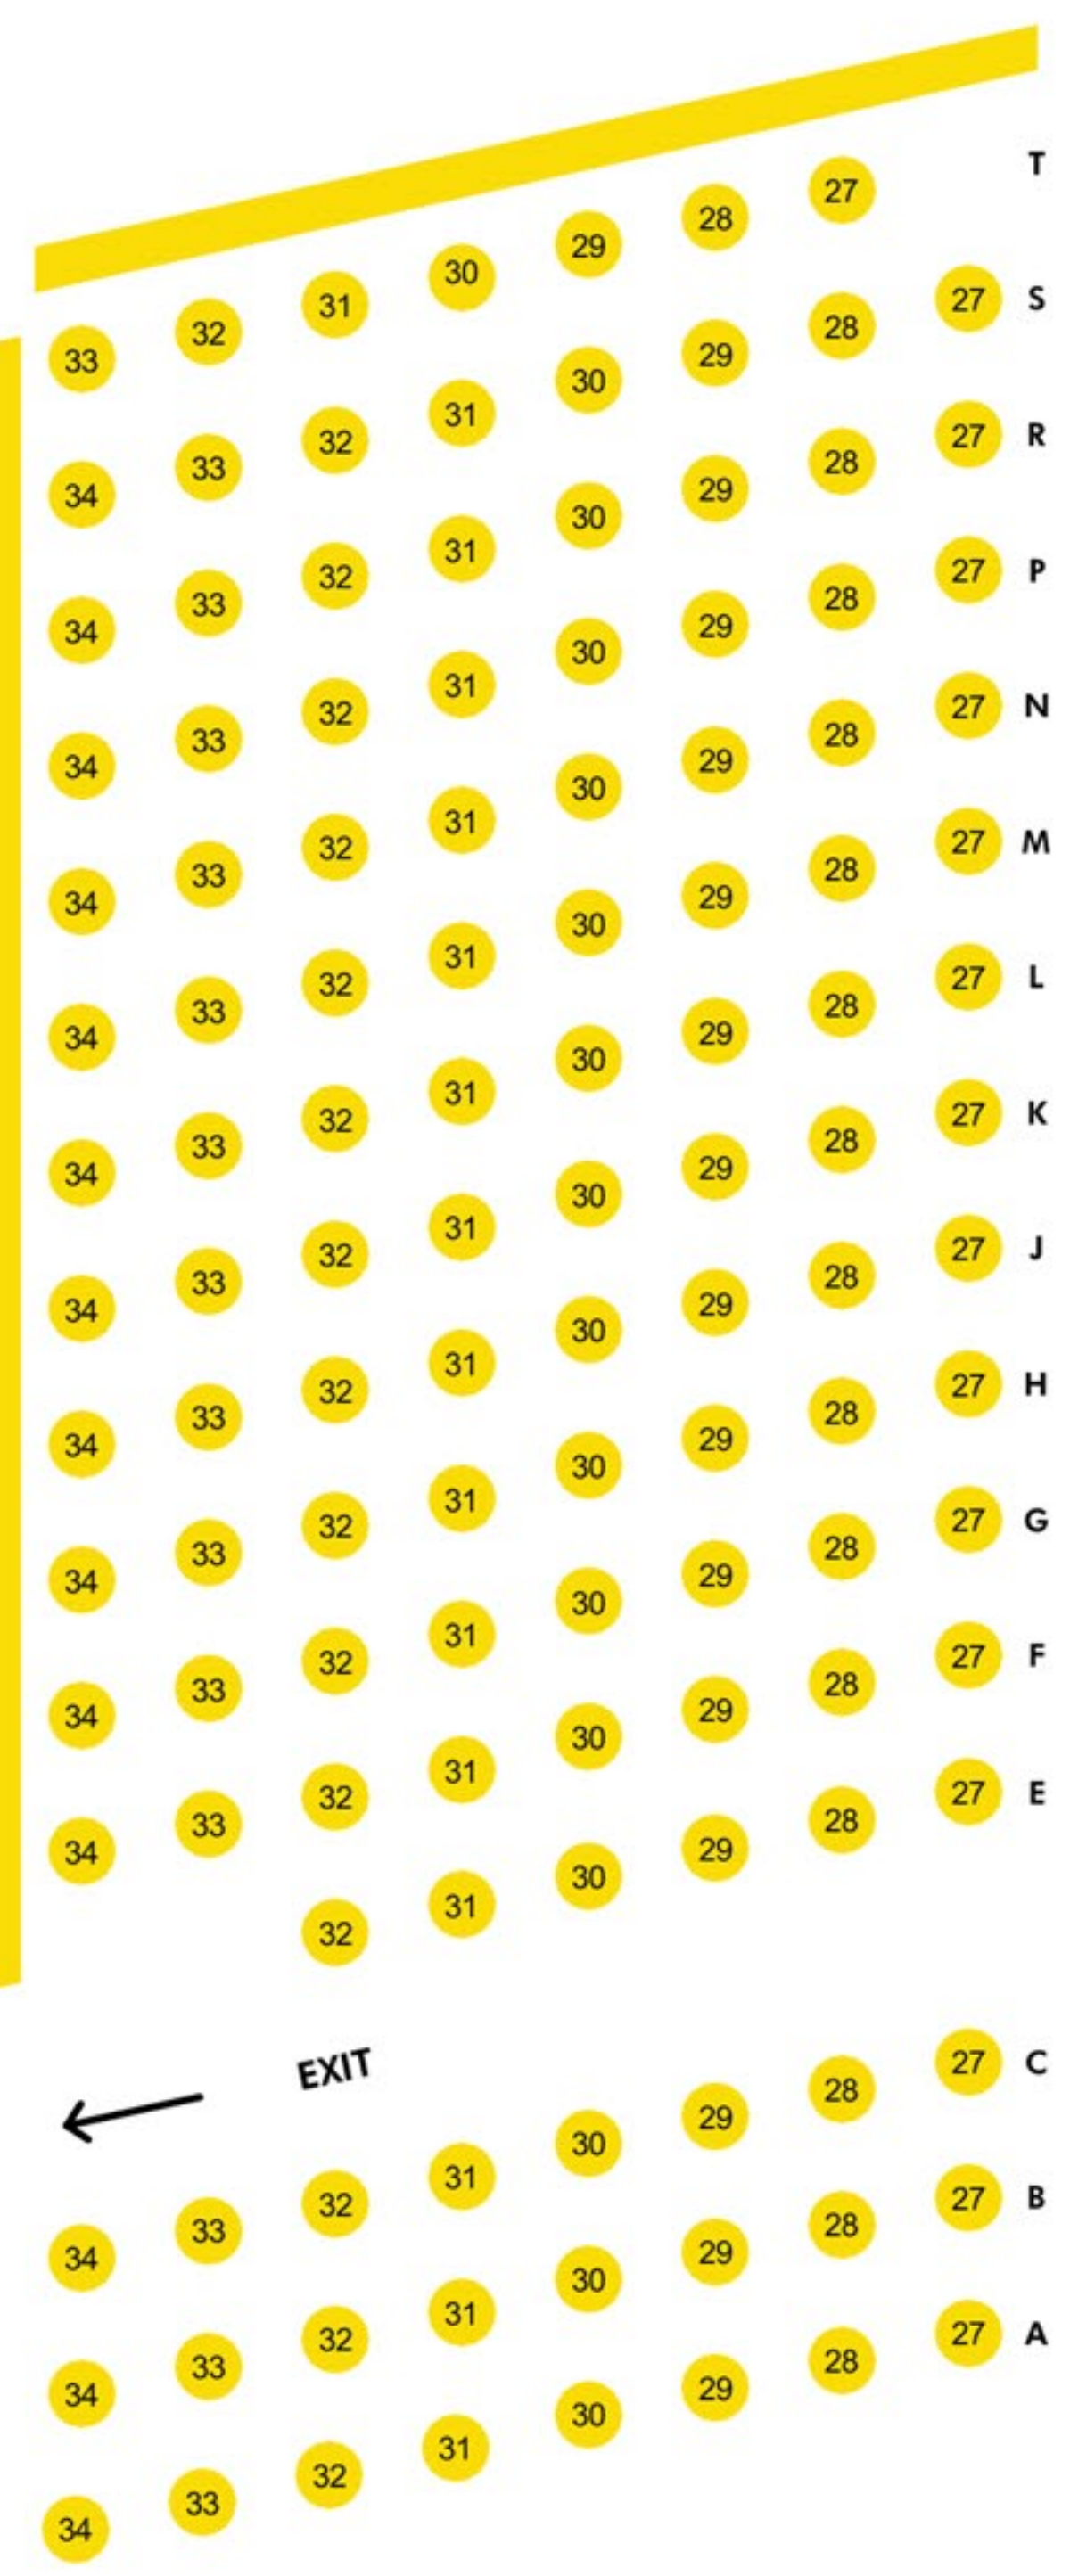 33 32 31 30 29 28 27 T
34 33 32 31 30 29 28 27 S
34 33 32 31 30 29 28 27 R
34 33 32 31 30 29 28 27 P
34 33 32 31 30 29 28 27 N
34 33 32 31 30 29 28 27 M
34 33 32 31 30 29 28 27 L
34 33 32 31 30 29 28 27 K
34 33 32 31 30 29 28 27 J
34 33 32 31 30 29 28 27 H
34 33 32 31 30 29 28 27 G
34 33 32 31 30 29 28 27 F
32 31 30 29 28 27 E
EXIT
34 33 32 31 30 29 28 27 C
34 33 32 31 30 29 28 27 B
34 33 32 31 30 29 28 27 A